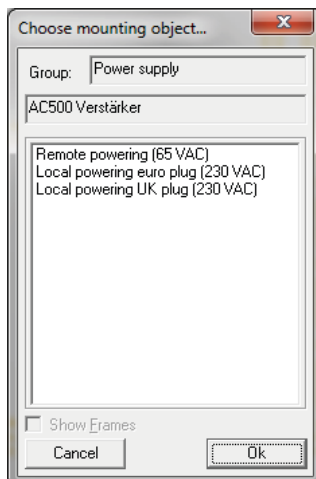 Choose mounting object...
Group: Power supply
AC500 Verstärker
Remote powering (65 VAC)
Local powering euro plug (230 VAC)
Local powering UK plug (230 VAC)
Show Frames
Cancel Ok